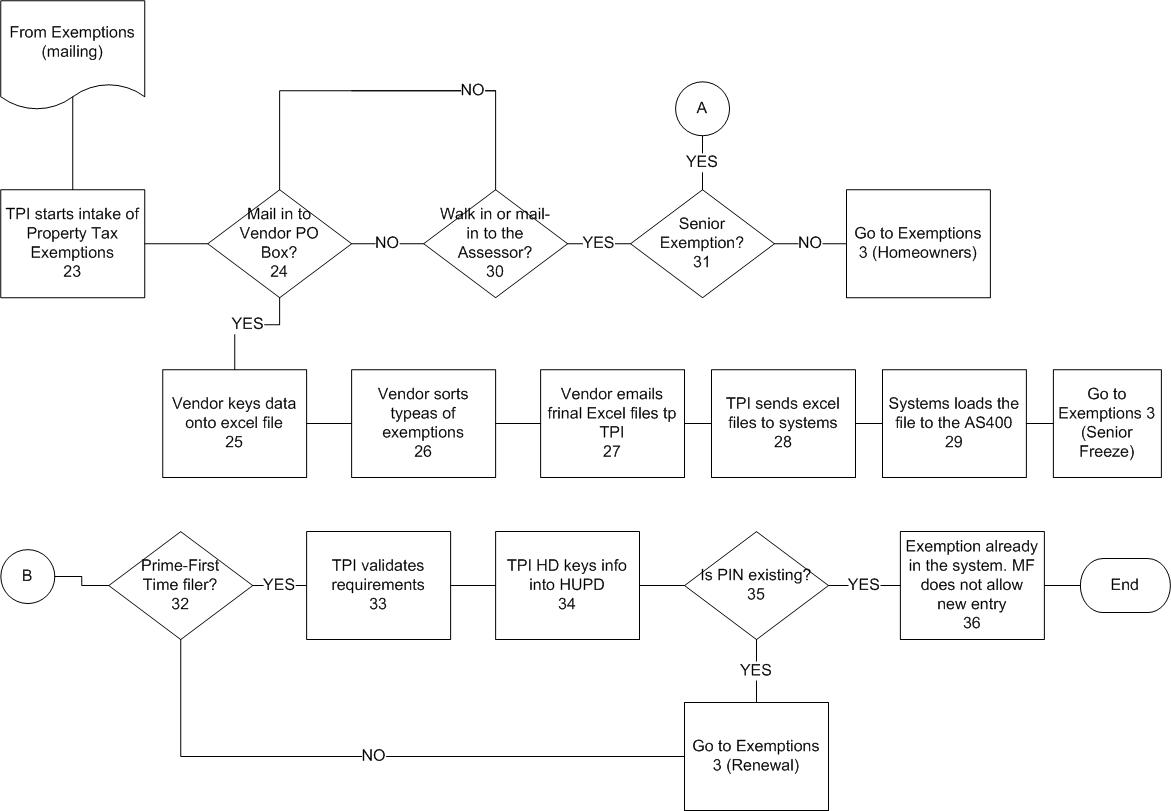 From Exemptions
(mailing)
NO
A
YES
TPI starts intake of
Property Tax
Exemptions
23
Mail in to
Vendor PO
Box?
24
NO
Walk in or mail-
in to the
Assessor?
30
YES
Senior
Exemption?
31
NO
Go to Exemptions
3 (Homeowners)
YES
Vendor keys data
onto excel file
25
Vendor sorts
typeas of
exemptions
26
Vendor emails
frinal Excel files tp
TPI
27
TPI sends excel
files to systems
28
Systems loads the
file to the AS400
29
Go to
Exemptions 3
(Senior
Freeze)
B
Prime-First
Time filer?
32
YES
TPI validates
requirements
33
TPI HD keys info
into HUPD
34
Is PIN existing?
35
YES
Exemption already
in the system. MF
does not allow
new entry
36
End
YES
NO
Go to Exemptions
3 (Renewal)